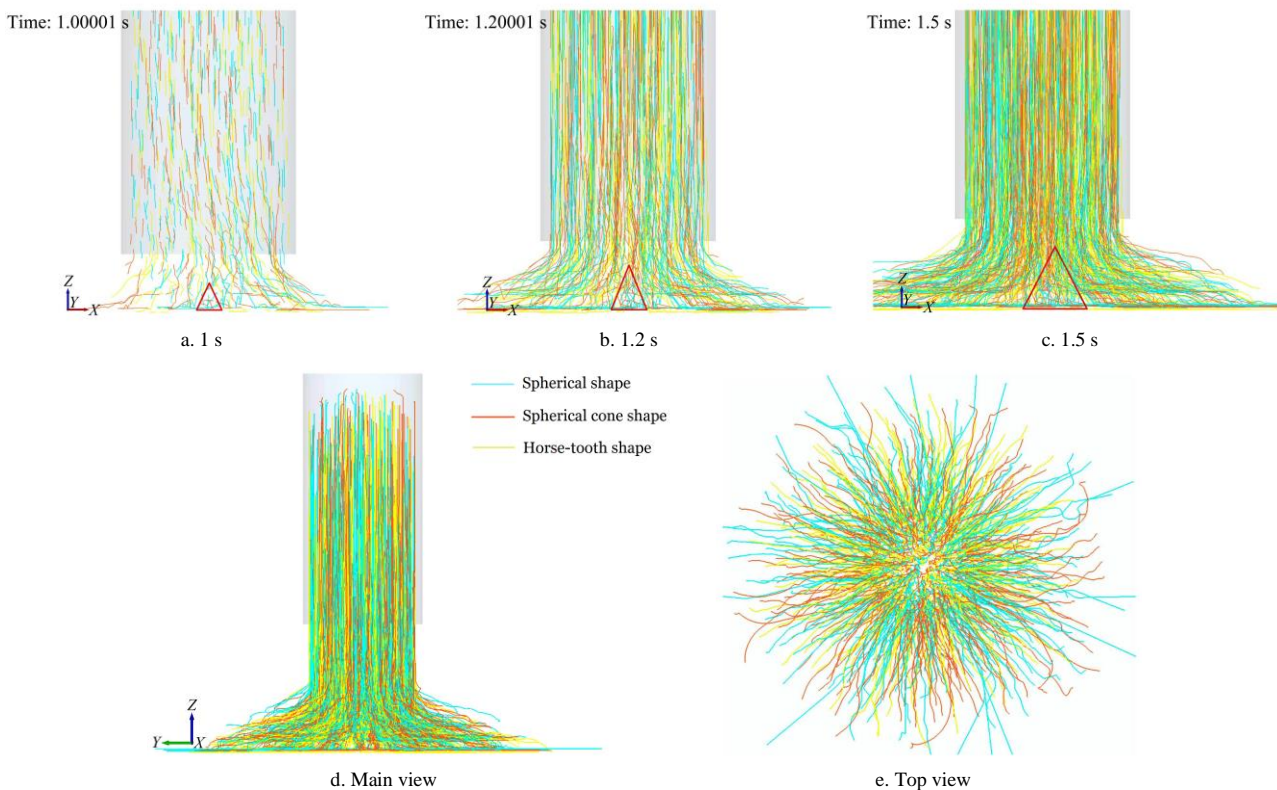 Time: 1.00001 s
Time: 1.20001 s
Time: 1.5 s
Z
Y
X
Z
Y
X
Z
Y
X
a. 1 s
b. 1.2 s
c. 1.5 s
Spherical shape
Spherical cone shape
Horse-tooth shape
Z
Y
X
d. Main view
e. Top view